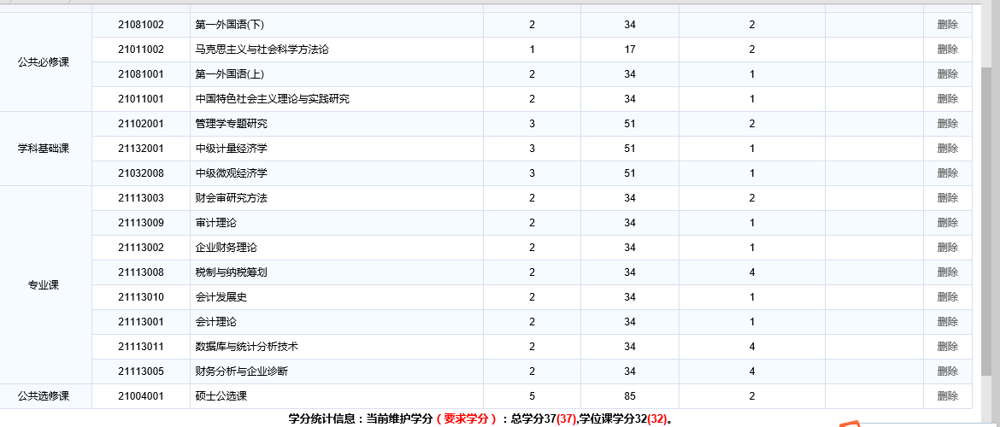 公共必修课
21081002 第一外国语(下) 2 34 2 删除
21011002 马克思主义与社会科学方法论 1 17 2 删除
21081001 第一外国语(上) 2 34 1 删除
21011001 中国特色社会主义理论与实践研究 2 34 1 删除
学科基础课
21102001 管理学专题研究 3 51 2 删除
21132001 中级计量经济学 3 51 1 删除
21032008 中级微观经济学 3 51 1 删除
专业课
21113003 财会审研究方法 2 34 2 删除
21113009 审计理论 2 34 1 删除
21113002 企业财务理论 2 34 1 删除
21113008 税制与纳税筹划 2 34 4 删除
21113010 会计发展史 2 34 1 删除
21113001 会计理论 2 34 1 删除
21113011 数据库与统计分析技术 2 34 4 删除
21113005 财务分析与企业诊断 2 34 4 删除
公共选修课
21004001 硕士公选课 5 85 2 删除
学分统计信息：当前维护学分（要求学分）：总学分37(37),学位课学分32(32)。